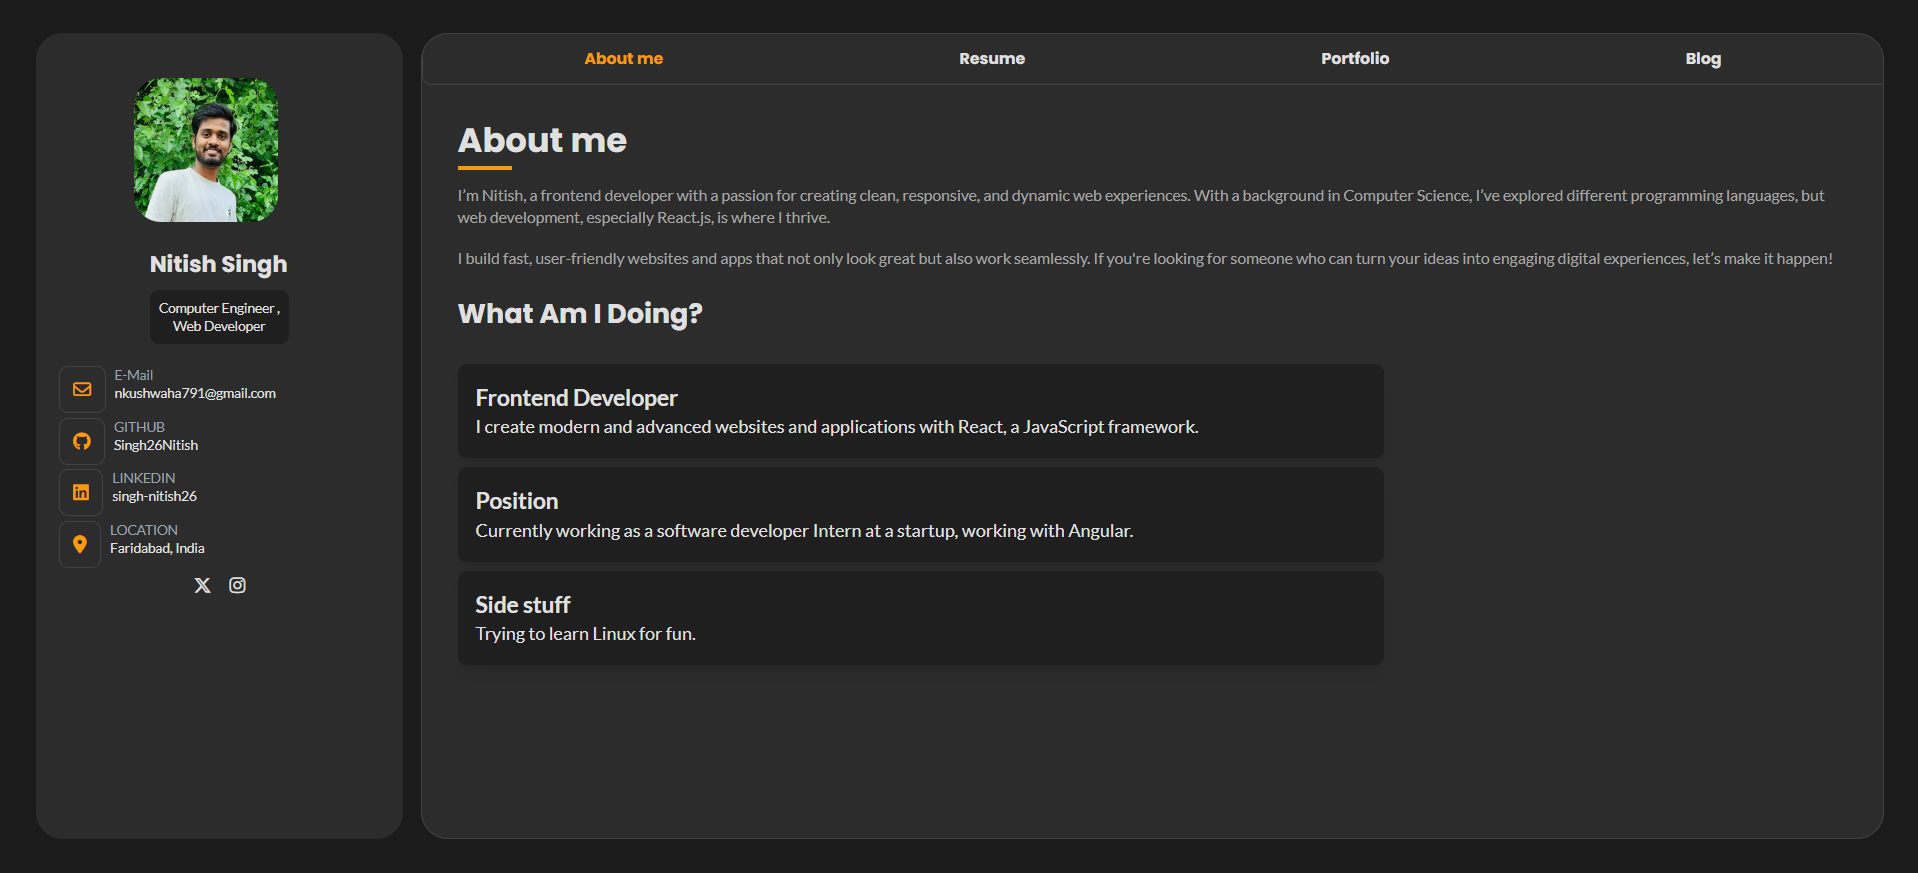 Nitish Singh
Computer Engineer ,
Web Developer
E-Mail
nkushwaha791@gmail.com
GITHUB
Singh26Nitish
LINKEDIN
singh-nitish26
LOCATION
Faridabad, India
About me
Resume
Portfolio
Blog
About me
I’m Nitish, a frontend developer with a passion for creating clean, responsive, and dynamic web experiences. With a background in Computer Science, I’ve explored different programming languages, but
web development, especially React.js, is where I thrive.
I build fast, user-friendly websites and apps that not only look great but also work seamlessly. If you're looking for someone who can turn your ideas into engaging digital experiences, let’s make it happen!
What Am I Doing?
Frontend Developer
I create modern and advanced websites and applications with React, a JavaScript framework.
Position
Currently working as a software developer Intern at a startup, working with Angular.
Side stuff
Trying to learn Linux for fun.